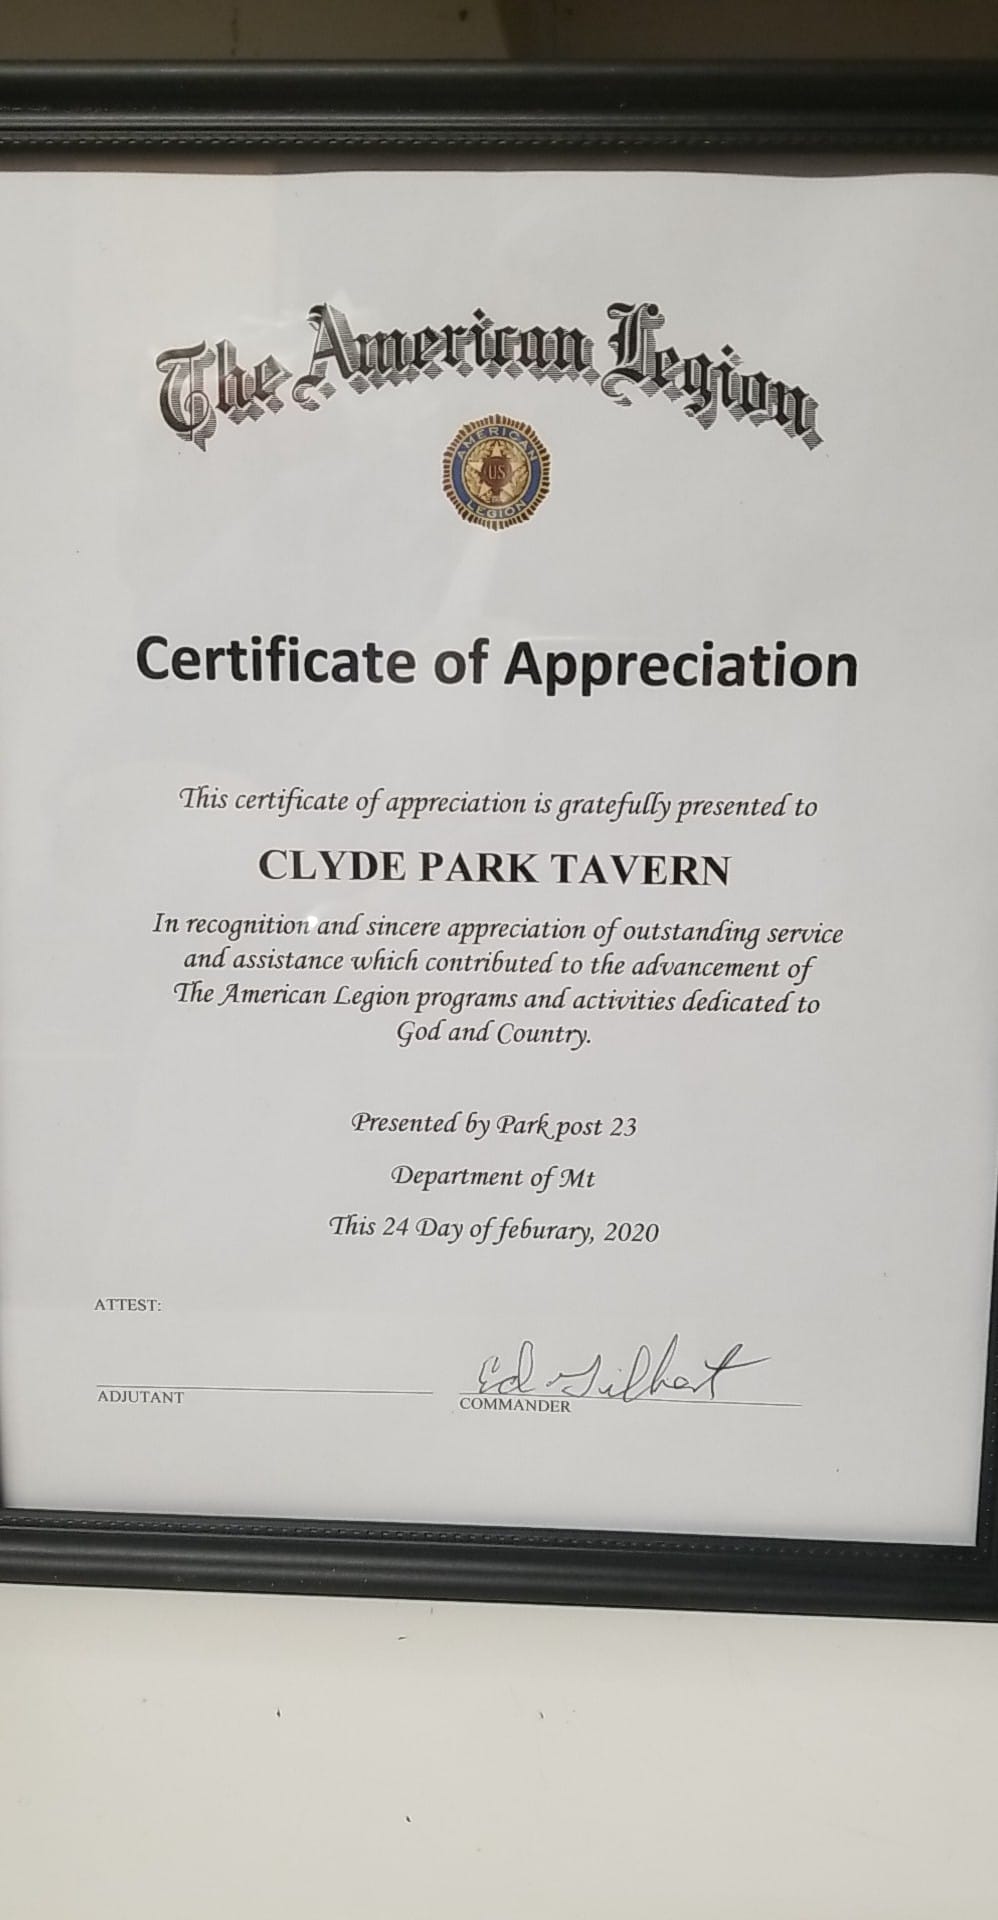 The American Legion
AMERICAN
US
LEGION
Certificate of Appreciation
This certificate of appreciation is gratefully presented to
CLYDE PARK TAVERN
In recognition and sincere appreciation of outstanding service
and assistance which contributed to the advancement of
The American Legion programs and activities dedicated to
God and Country.
Presented by Park post 23
Department of Mt
This 24 Day of feburary, 2020
ATTEST:
Ed Gilbert
ADJUTANT
COMMANDER